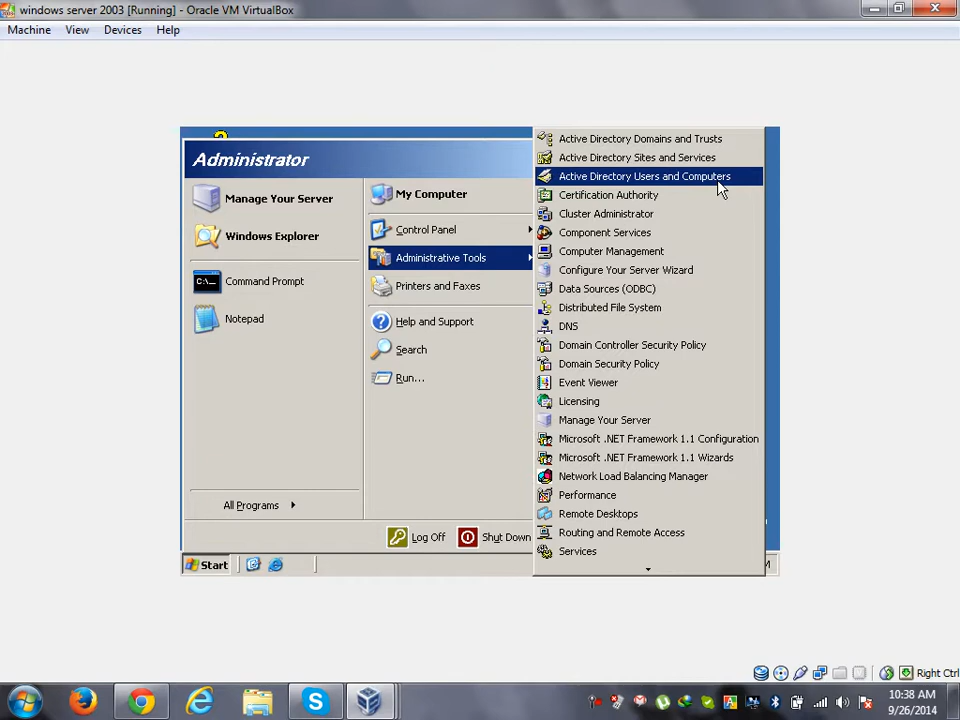 windows server 2003 [Running] - Oracle VM VirtualBox
Machine View Devices Help
Administrator
Manage Your Server
Windows Explorer
Command Prompt
Notepad
All Programs
My Computer
Control Panel
Administrative Tools
Printers and Faxes
Help and Support
Search
Run...
Log Off
Shut Down
Active Directory Domains and Trusts
Active Directory Sites and Services
Active Directory Users and Computers
Certification Authority
Cluster Administrator
Component Services
Computer Management
Configure Your Server Wizard
Data Sources (ODBC)
Distributed File System
DNS
Domain Controller Security Policy
Domain Security Policy
Event Viewer
Licensing
Manage Your Server
Microsoft .NET Framework 1.1 Configuration
Microsoft .NET Framework 1.1 Wizards
Network Load Balancing Manager
Performance
Remote Desktops
Routing and Remote Access
Services
Start
M
Right Ctrl
10:38 AM
9/26/2014